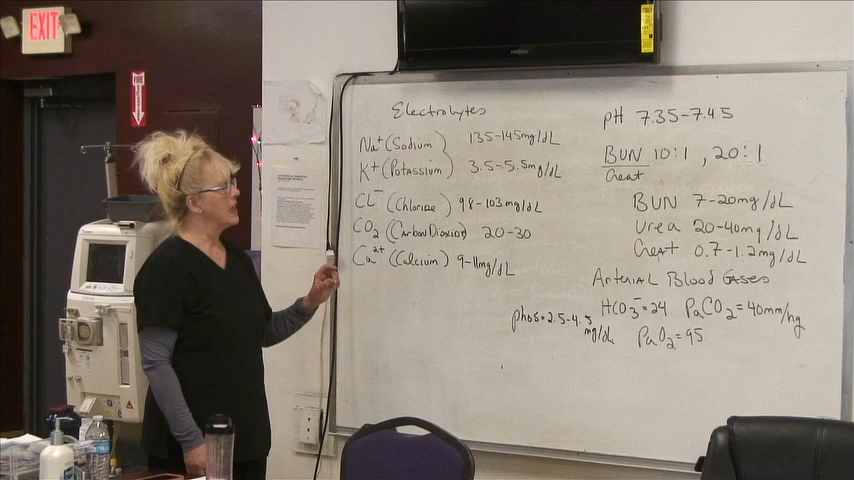 EXIT
FIRE
Electrolytes
Na+ (Sodium) 135-145mg/dL
K+ (Potassium) 3.5-5.5mg/dL
CL- (Chloride) 98-103mg/dL
CO2 (Carbon Dioxide) 20-30
Ca2+ (Calcium) 9-11mg/dL
phos=2.5-4.5
mg/dL
pH 7.35-7.45
BUN 10:1, 20:1
Creat
BUN 7-20mg/dL
Urea 20-40mg/dL
Creat 0.7-1.2mg/dL
Arterial Blood Gases
HCO3-=24 PaCO2=40mm/hg
PaO2=95